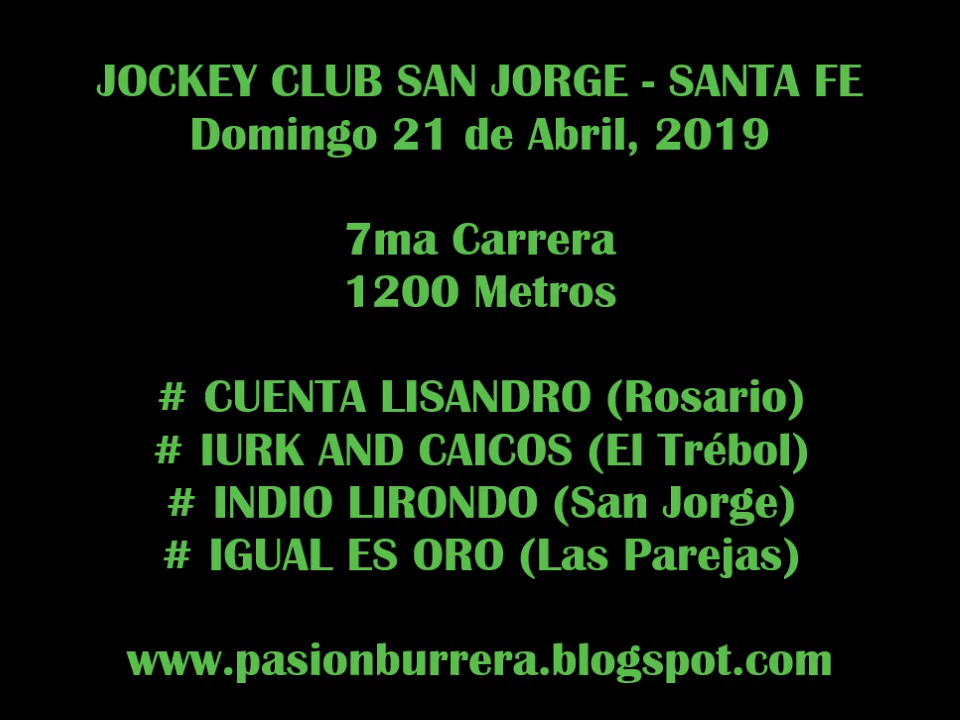 JOCKEY CLUB SAN JORGE - SANTA FE
Domingo 21 de Abril, 2019
7ma Carrera
1200 Metros
# CUENTA LISANDRO (Rosario)
# IURK AND CAICOS (El Trébol)
# INDIO LIRONDO (San Jorge)
# IGUAL ES ORO (Las Parejas)
www.pasionburrera.blogspot.com